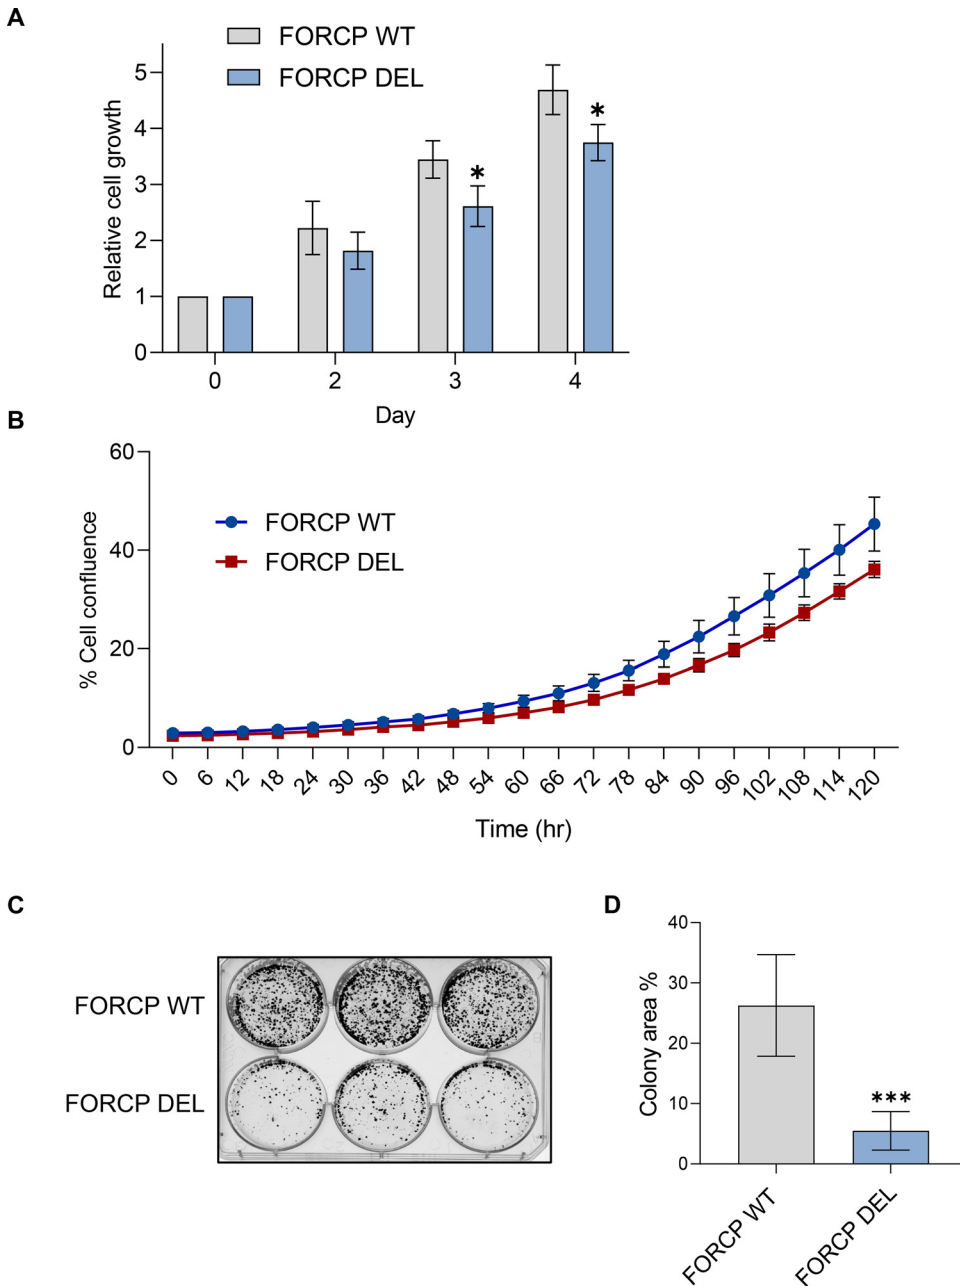 A
FORCP WT
FORCP DEL
Relative cell growth
5
4
3
2
1
0
*
*
0 2 3 4
Day
B
% Cell confluence
60
40
20
0
FORCP WT
FORCP DEL
0 6 12 18 24 30 36 42 48 54 60 66 72 78 84 90 96 102 108 114 120
Time (hr)
C
FORCP WT
FORCP DEL
D
Colony area %
40
30
20
10
0
***
FORCP WT
FORCP DEL